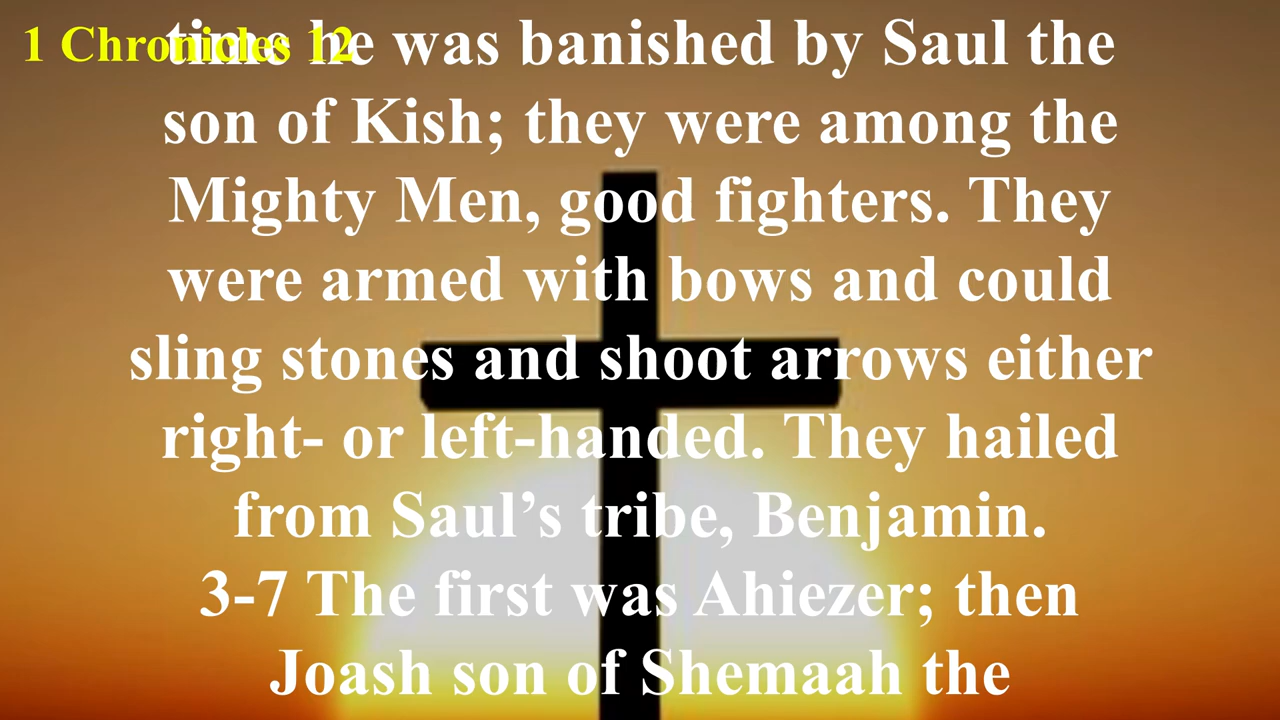 1 Chronicles 12
time he was banished by Saul the
son of Kish; they were among the
Mighty Men, good fighters. They
were armed with bows and could
sling stones and shoot arrows either
right- or left-handed. They hailed
from Saul’s tribe, Benjamin.
3-7 The first was Ahiezer; then
Joash son of Shemaah the